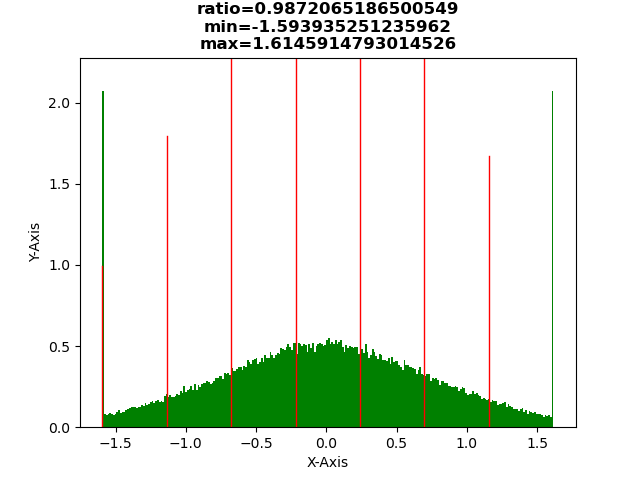 ratio=0.9872065186500549
min=-1.593935251235962
max=1.6145914793014526
2.0
1.5
1.0
0.5
0.0
Y-Axis
−1.5 −1.0 −0.5 0.0 0.5 1.0 1.5
X-Axis